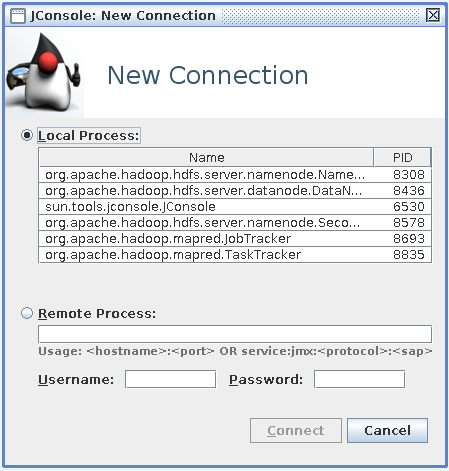 JConsole: New Connection
New Connection
Local Process:
Name PID
org.apache.hadoop.hdfs.server.namenode.Name... 8308
org.apache.hadoop.hdfs.server.datanode.DataN... 8436
sun.tools.jconsole.JConsole 6530
org.apache.hadoop.hdfs.server.namenode.Seco... 8578
org.apache.hadoop.mapred.JobTracker 8693
org.apache.hadoop.mapred.TaskTracker 8835
Remote Process:
Usage: <hostname>:<port> OR service:jmx:<protocol>:<sap>
Username: Password:
Connect Cancel